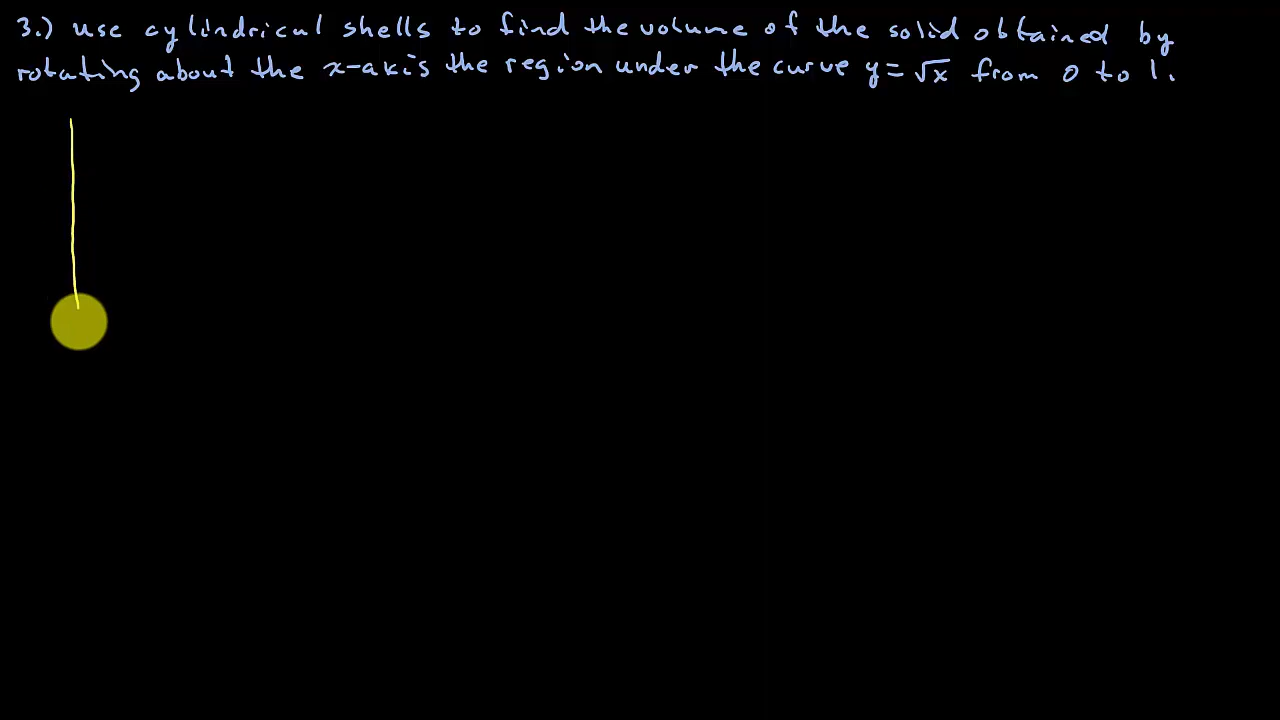 3.) use cylindrical shells to find the volume of the solid obtained by
rotating about the x-axis the region under the curve y = √x from 0 to 1.